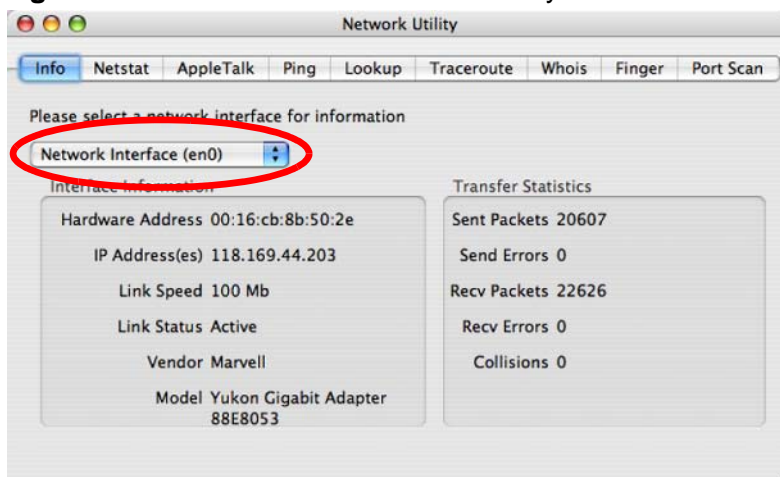 Network Utility
Info Netstat AppleTalk Ping Lookup Traceroute Whois Finger Port Scan
Please select a network interface for information
Network Interface (en0)
Interface Information
Hardware Address 00:16:cb:8b:50:2e
IP Address(es) 118.169.44.203
Link Speed 100 Mb
Link Status Active
Vendor Marvell
Model Yukon Gigabit Adapter
88E8053
Transfer Statistics
Sent Packets 20607
Send Errors 0
Recv Packets 22626
Recv Errors 0
Collisions 0